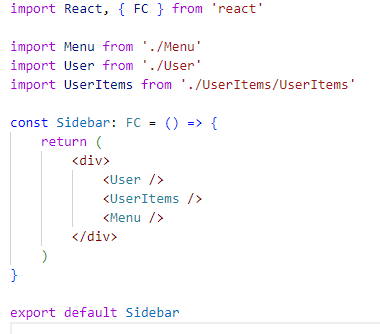 import React, { FC } from 'react'
import Menu from './Menu'
import User from './User'
import UserItems from './UserItems/UserItems'
const Sidebar: FC = () => {
    return (
        <div>
            <User />
            <UserItems />
            <Menu />
        </div>
    )
}
export default Sidebar